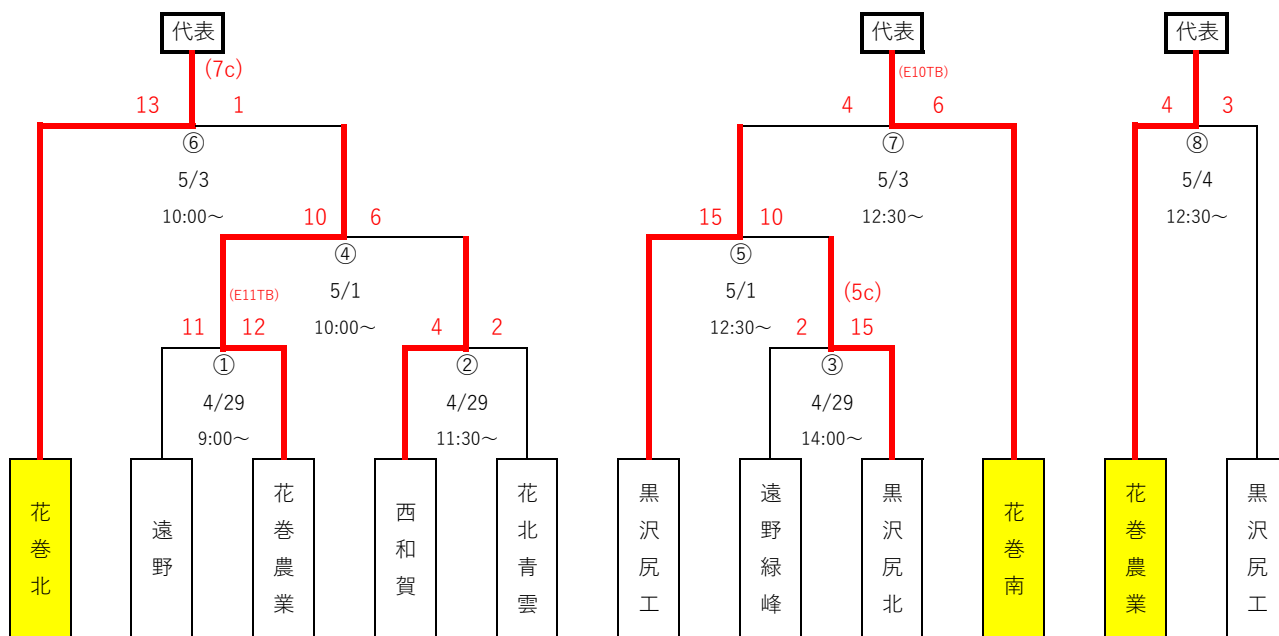 代表 代表 代表
(7c) (E10TB)
13 1 4 6 4 3
⑥ ⑦ ⑧
5/3 5/3 5/4
10:00～ 12:30～ 12:30～
10 6 15 10
④ ⑤
5/1 5/1
(E11TB) (5c)
10:00～ 12:30～
11 12 4 2 2 15
① ② ③
4/29 4/29 4/29
9:00～ 11:30～ 14:00～
花巻北
遠野
花巻農業
西和賀
花北青雲
黒沢尻工
遠野緑峰
黒沢尻北
花巻南
花巻農業
黒沢尻工